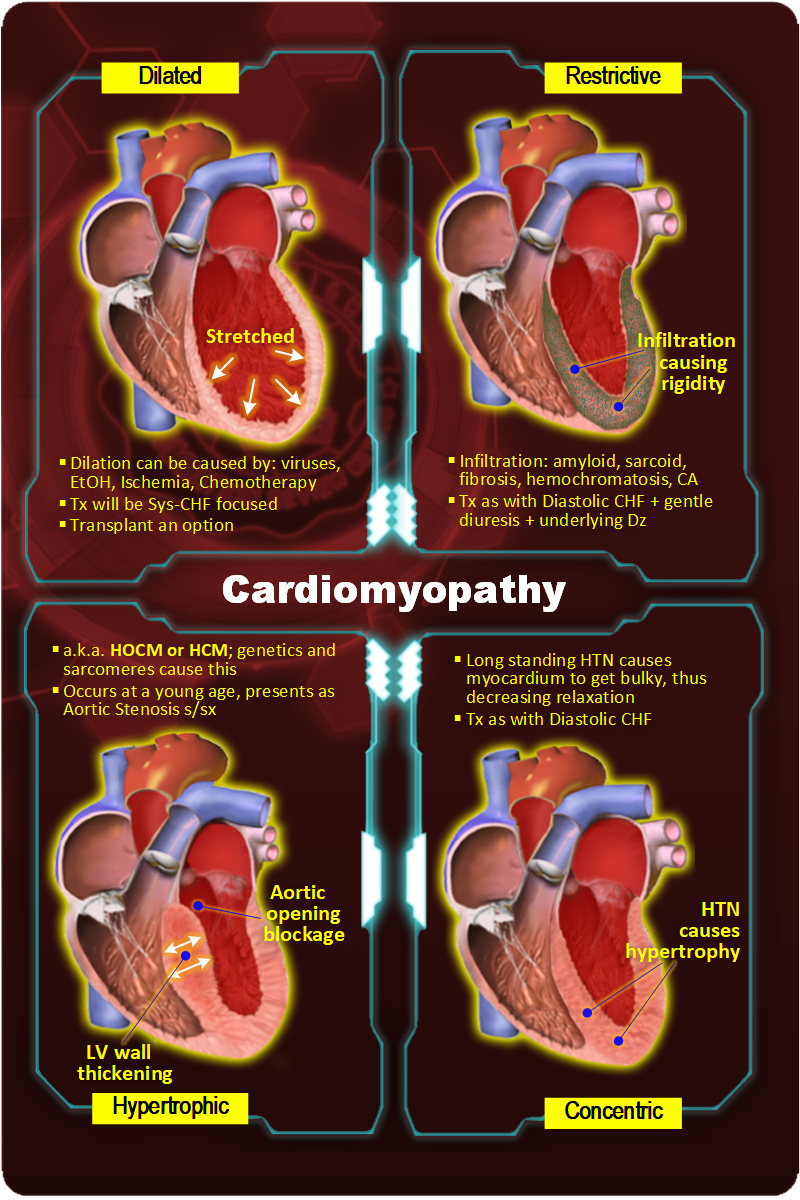 Dilated
Stretched
▪ Dilation can be caused by: viruses,
EtOH, Ischemia, Chemotherapy
▪ Tx will be Sys-CHF focused
▪ Transplant an option
Restrictive
Infiltration
causing
rigidity
▪ Infiltration: amyloid, sarcoid,
fibrosis, hemochromatosis, CA
▪ Tx as with Diastolic CHF + gentle
diuresis + underlying Dz
Cardiomyopathy
▪ a.k.a. HOCM or HCM; genetics and
sarcomeres cause this
▪ Occurs at a young age, presents as
Aortic Stenosis s/sx
Aortic
opening
blockage
LV wall
thickening
Hypertrophic
▪ Long standing HTN causes
myocardium to get bulky, thus
decreasing relaxation
▪ Tx as with Diastolic CHF
HTN
causes
hypertrophy
Concentric